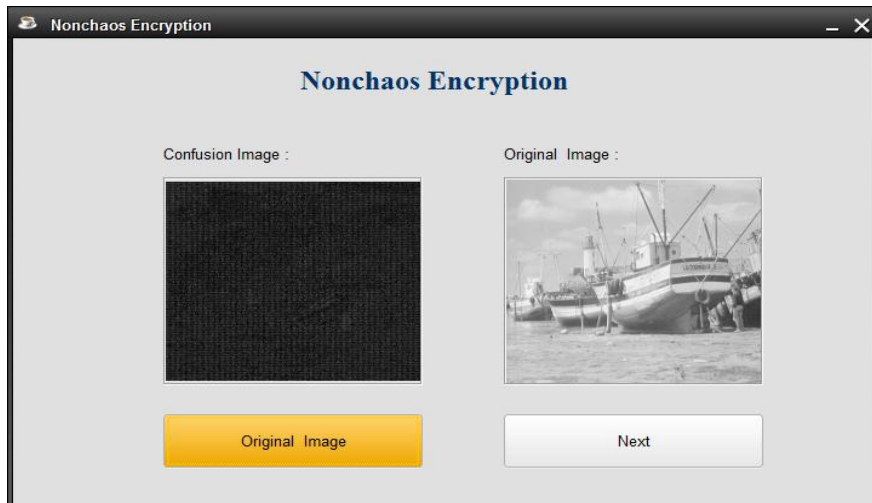 Nonchaos Encryption
Nonchaos Encryption
Confusion Image :
Original Image :
Original Image
Next